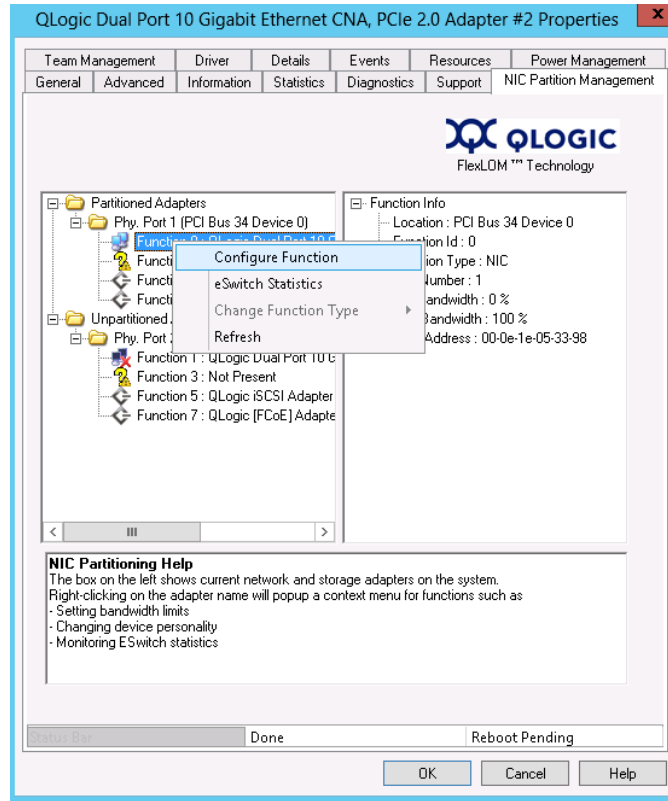 QLogic Dual Port 10 Gigabit Ethernet CNA, PCIe 2.0 Adapter #2 Properties
x
Team Management Driver Details Events Resources Power Management
General Advanced Information Statistics Diagnostics Support NIC Partition Management
QLOGIC
FlexLOM ™ Technology
Partitioned Adapters
Phy. Port 1 (PCI Bus 34 Device 0)
Functi
Functi
Functi
Functi
Unpartitioned
Phy. Port
Function 1 : QLogic Dual Port 10 G
Function 3 : Not Present
Function 5 : QLogic iSCSI Adapter
Function 7 : QLogic [FCoE] Adapte
Configure Function
eSwitch Statistics
Change Function Type
Refresh
Function Info
Location : PCI Bus 34 Device 0
Function Id : 0
ion Type : NIC
Number : 1
andwidth : 0 %
Bandwidth : 100 %
Address : 00-0e-1e-05-33-98
NIC Partitioning Help
The box on the left shows current network and storage adapters on the system.
Right-clicking on the adapter name will popup a context menu for functions such as
- Setting bandwidth limits
- Changing device personality
- Monitoring ESwitch statistics
Status Bar Done Reboot Pending
OK Cancel Help